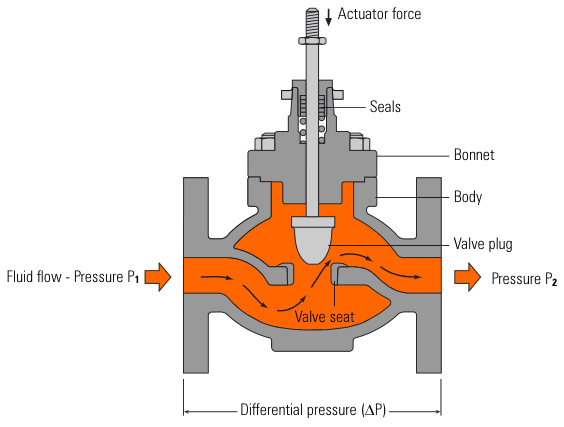 Actuator force
Seals
Bonnet
Body
Valve plug
Fluid flow - Pressure P1
Pressure P2
Valve seat
Differential pressure (ΔP)